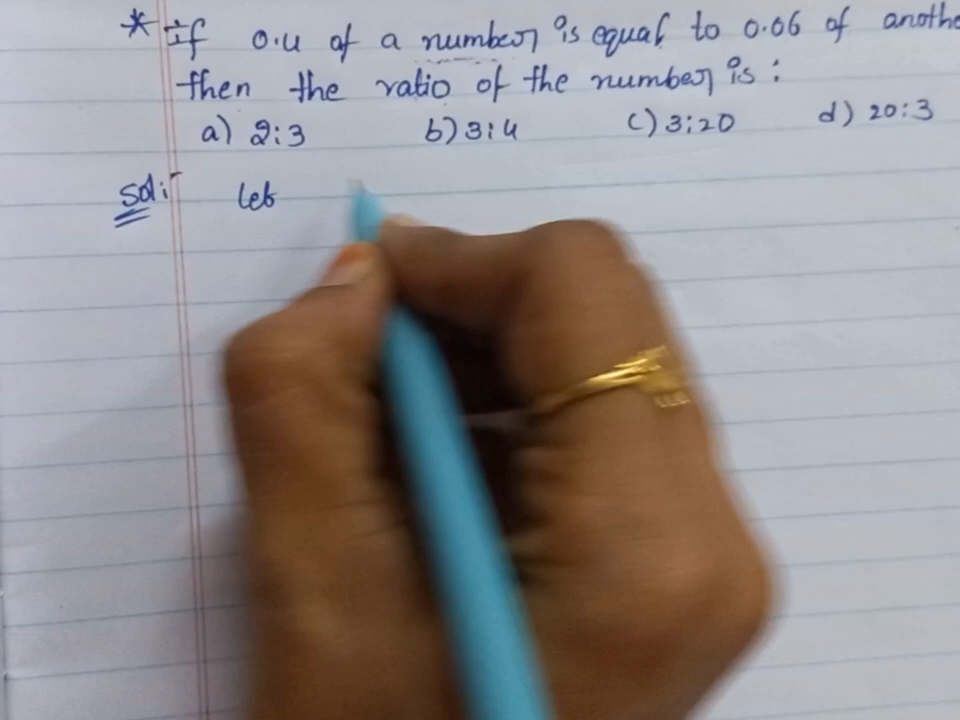 * If 0.4 of a number is equal to 0.06 of
then the ratio of the number is :
a) 2:3 b) 3:4 c) 3:20 d) 20:3
Sol:- let